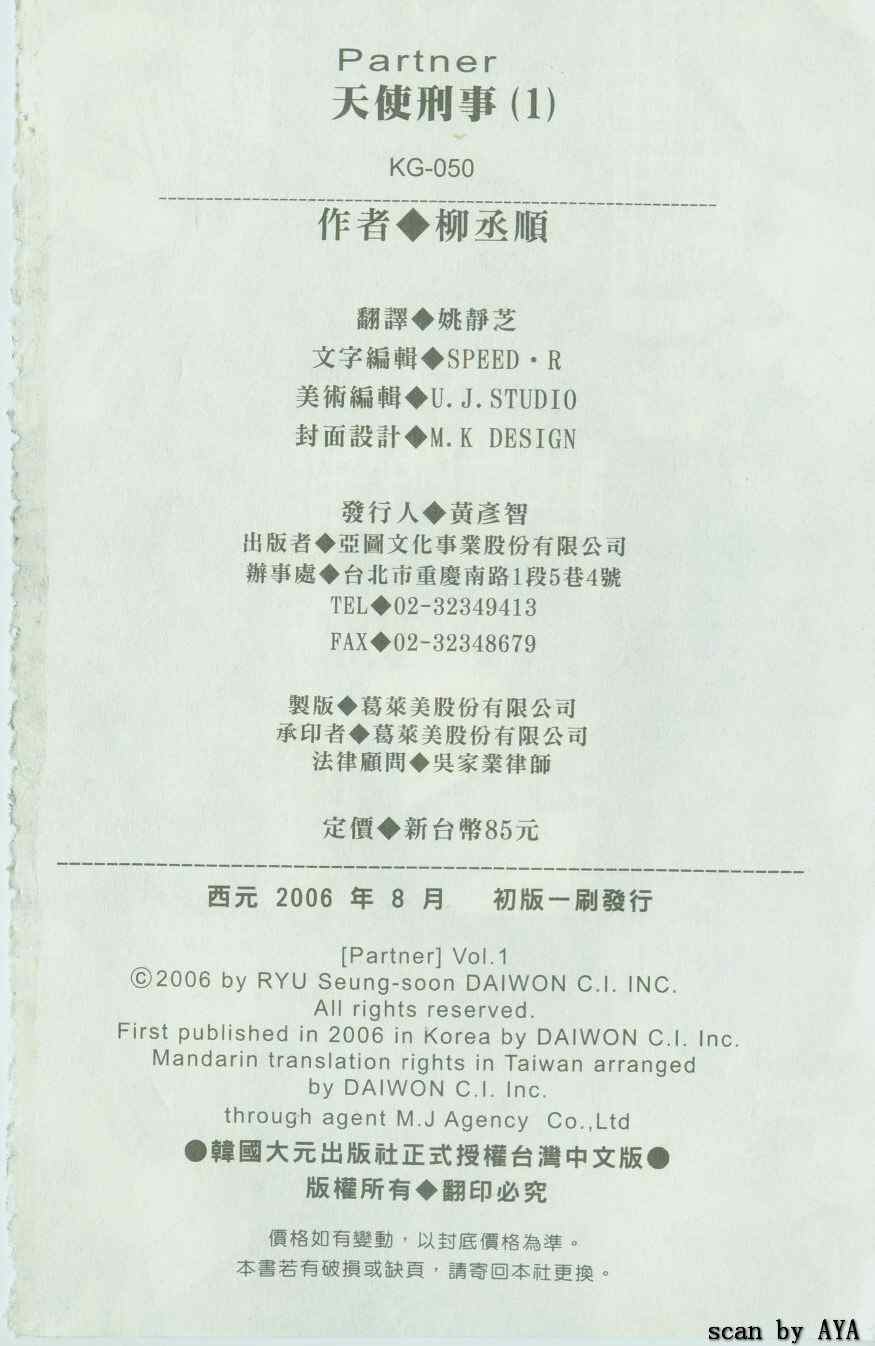 Partner
天使刑事(1)
KG-050
作者◆柳丞順
翻譯◆姚靜芝
文字編輯◆SPEED・R
美術編輯◆U.J.STUDIO
封面設計◆M.K DESIGN
發行人◆黃彥智
出版者◆亞圖文化事業股份有限公司
辦事處◆台北市重慶南路1段5巷4號
TEL◆02-32349413
FAX◆02-32348679
製版◆葛萊美股份有限公司
承印者◆葛萊美股份有限公司
法律顧問◆吳家業律師
定價◆新台幣85元
西元 2006 年 8 月 初版一刷發行
[Partner] Vol.1
©2006 by RYU Seung-soon DAIWON C.I. INC.
All rights reserved.
First published in 2006 in Korea by DAIWON C.I. Inc.
Mandarin translation rights in Taiwan arranged
by DAIWON C.I. Inc.
through agent M.J Agency Co.,Ltd
●韓國大元出版社正式授權台灣中文版●
版權所有◆翻印必究
價格如有變動，以封底價格為準。
本書若有破損或缺頁，請寄回本社更換。
scan by AYA